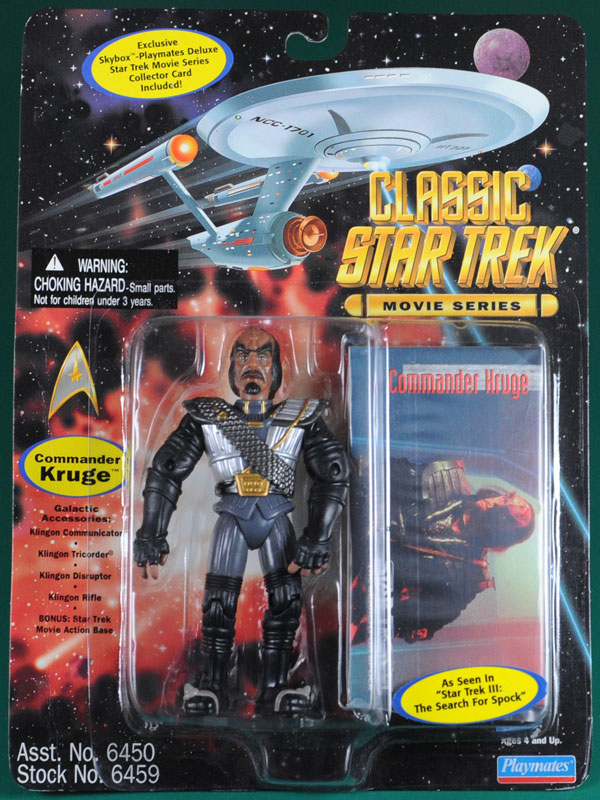 Exclusive
Skybox™-Playmates Deluxe
Star Trek Movie Series
Collector Card
Included!
NCC-1701
CLASSIC
STAR TREK®
MOVIE SERIES
WARNING:
CHOKING HAZARD-Small parts.
Not for children under 3 years.
Commander Kruge
Commander
Kruge™
Galactic
Accessories:
Klingon Communicator
•
Klingon Tricorder®
•
Klingon Disruptor
•
Klingon Rifle
•
BONUS: Star Trek
Movie Action Base
As Seen In
"Star Trek III:
The Search For Spock"
Ages 4 and Up.
Asst. No. 6450
Stock No. 6459
Playmates®